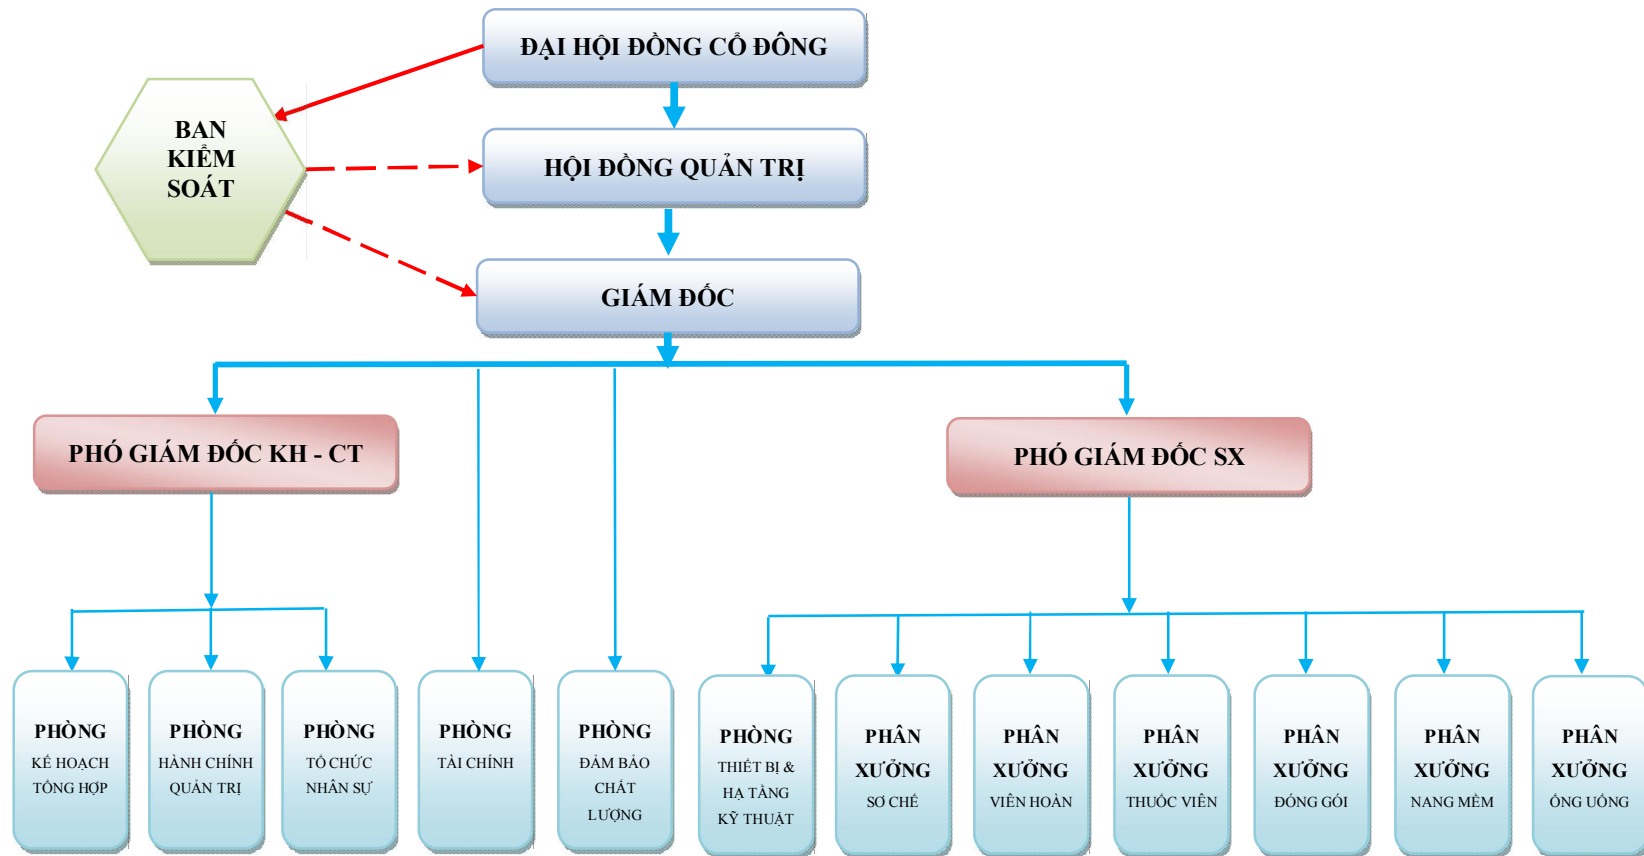 ĐẠI HỘI ĐỒNG CỔ ĐÔNG
BAN
KIỂM
SOÁT
HỘI ĐỒNG QUẢN TRỊ
GIÁM ĐỐC
PHÓ GIÁM ĐỐC KH - CT
PHÓ GIÁM ĐỐC SX
PHÒNG
KẾ HOẠCH
TỔNG HỢP
PHÒNG
HÀNH CHÍNH
QUẢN TRỊ
PHÒNG
TỔ CHỨC
NHÂN SỰ
PHÒNG
TÀI CHÍNH
PHÒNG
ĐẢM BẢO
CHẤT
LƯỢNG
PHÒNG
THIẾT BỊ &
HẠ TẦNG
KỸ THUẬT
PHÂN
XƯỞNG
SƠ CHẾ
PHÂN
XƯỞNG
VIÊN HOÀN
PHÂN
XƯỞNG
THUỐC VIÊN
PHÂN
XƯỞNG
ĐÓNG GÓI
PHÂN
XƯỞNG
NANG MỀM
PHÂN
XƯỞNG
ỐNG UỐNG